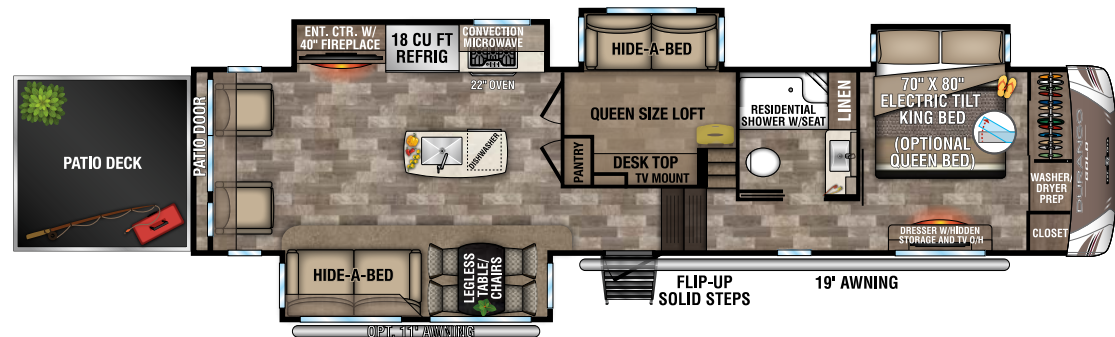 PATIO DECK
PATIO DOOR
ENT. CTR. W/
40" FIREPLACE
18 CU FT
REFRIG
CONVECTION
MICROWAVE
22" OVEN
DISHWASHER
HIDE-A-BED
LEGLESS
TABLE/
CHAIRS
OPT. 11' AWNING
HIDE-A-BED
QUEEN SIZE LOFT
PANTRY
DESK TOP
TV MOUNT
FLIP-UP
SOLID STEPS
19' AWNING
RESIDENTIAL
SHOWER W/SEAT
LINEN
70" X 80"
ELECTRIC TILT
KING BED
(OPTIONAL
QUEEN BED)
DRESSER W/HIDDEN
STORAGE AND TV O/H
WASHER/
DRYER
PREP
CLOSET
DURANGO
GOLD